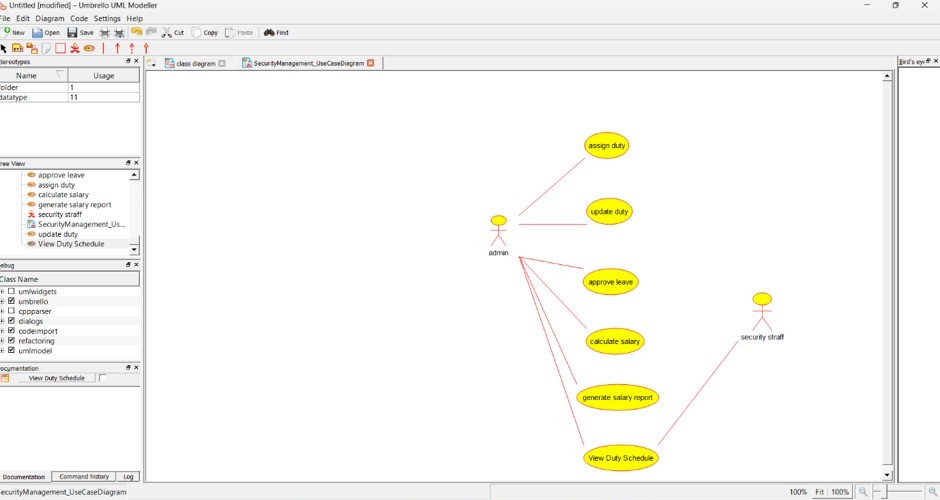 Untitled [modified] – Umbrello UML Modeller
File Edit Diagram Code Settings Help
New Open Save Cut Copy Paste Find
XYZ
tereotypes
Name Usage
older 1
datatype 11
ree View
approve leave
assign duty
calculate salary
generate salary report
security straff
SecurityManagement_Us...
update duty
View Duty Schedule
ebug
Class Name
umlwidgets
umbrello
cppparser
dialogs
codeimport
refactoring
umlmodel
ocumentation
View Duty Schedule
Documentation Command history Log
ecurityManagement_UseCaseDiagram
class diagram SecurityManagement_UseCaseDiagram
assign duty
update duty
admin
approve leave
calculate salary
security straff
generate salary report
View Duty Schedule
Bird's eye
100% Fit 100%